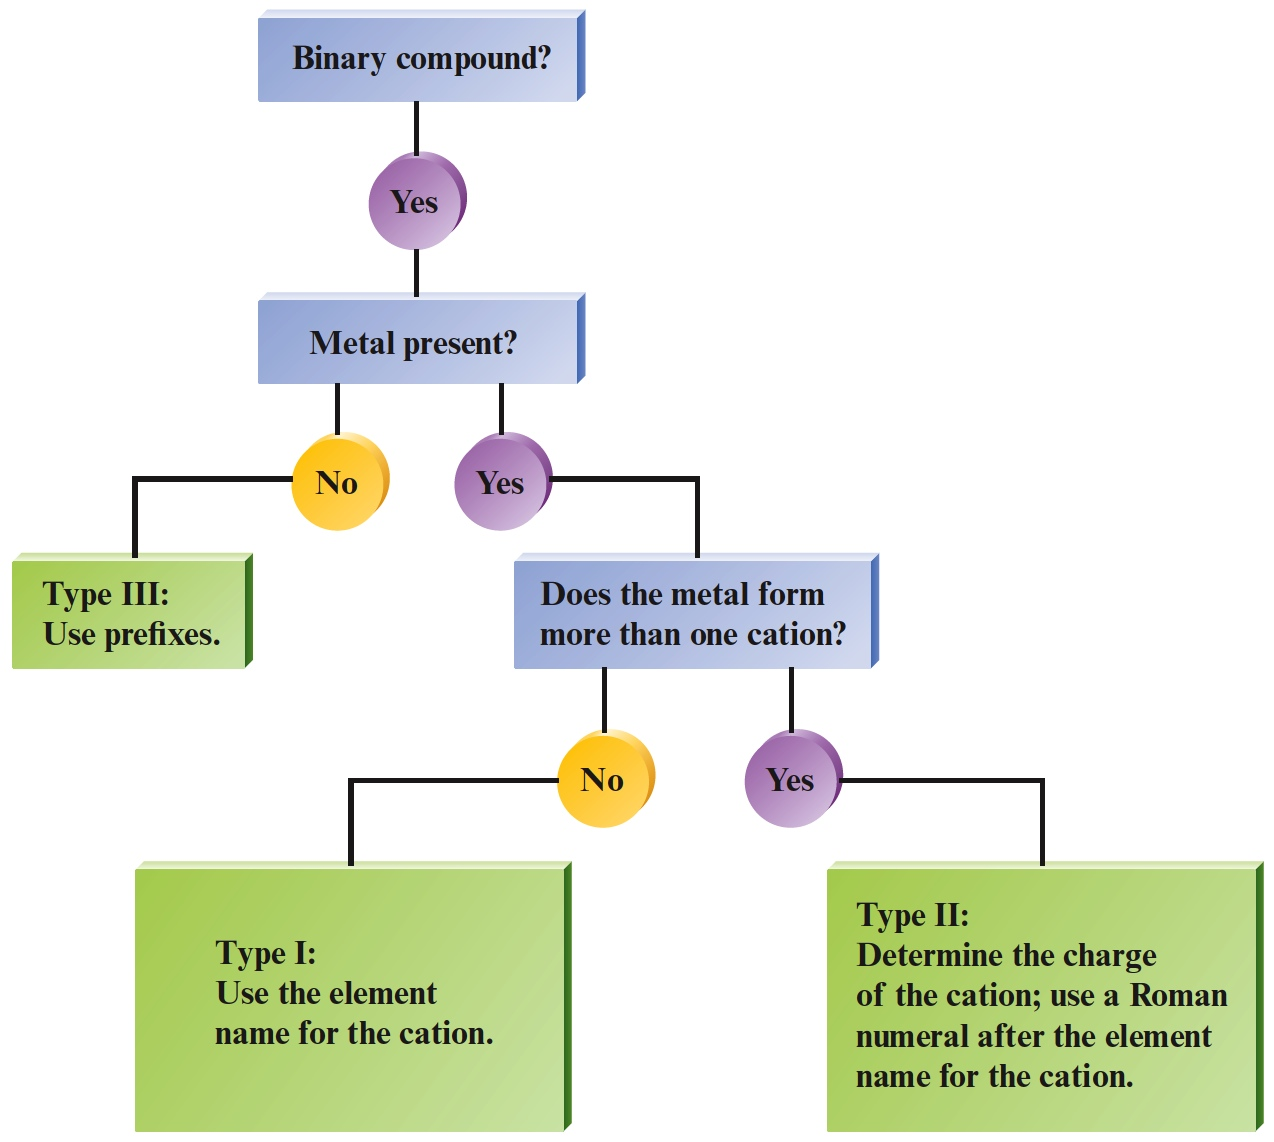 Binary compound?
Yes
Metal present?
No
Yes
Type III:
Use prefixes.
Does the metal form
more than one cation?
No
Yes
Type I:
Use the element
name for the cation.
Type II:
Determine the charge
of the cation; use a Roman
numeral after the element
name for the cation.